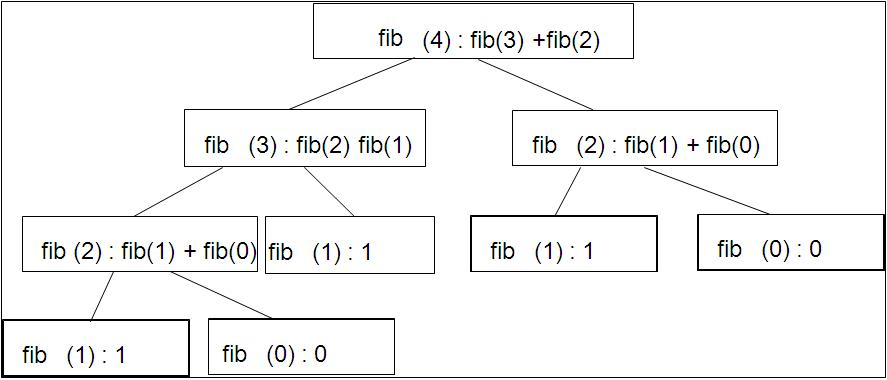 fib (4) : fib(3) +fib(2)
fib (3) : fib(2) fib(1)
fib (2) : fib(1) + fib(0)
fib (2) : fib(1) + fib(0)
fib (1) : 1
fib (1) : 1
fib (0) : 0
fib (1) : 1
fib (0) : 0